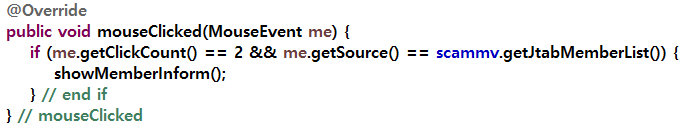 @Override
public void mouseClicked(MouseEvent me) {
    if (me.getClickCount() == 2 && me.getSource() == scammv.getJtabMemberList()) {
        showMemberInform();
    } // end if
} // mouseClicked